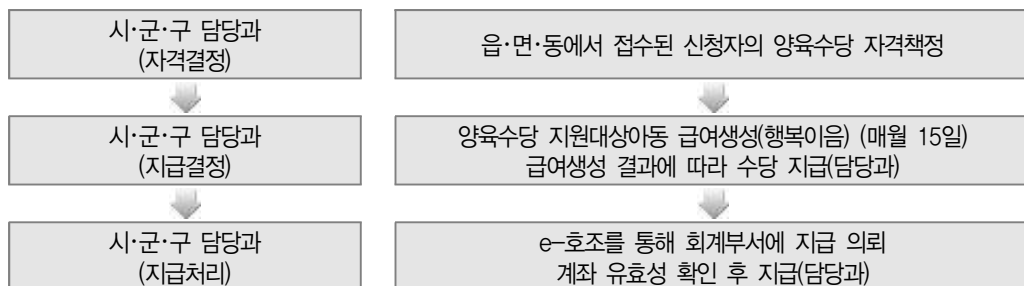 시·군·구 담당과
(자격결정)
읍·면·동에서 접수된 신청자의 양육수당 자격책정
시·군·구 담당과
(지급결정)
양육수당 지원대상아동 급여생성(행복이음) (매월 15일)
급여생성 결과에 따라 수당 지급(담당과)
시·군·구 담당과
(지급처리)
e-호조를 통해 회계부서에 지급 의뢰
계좌 유효성 확인 후 지급(담당과)